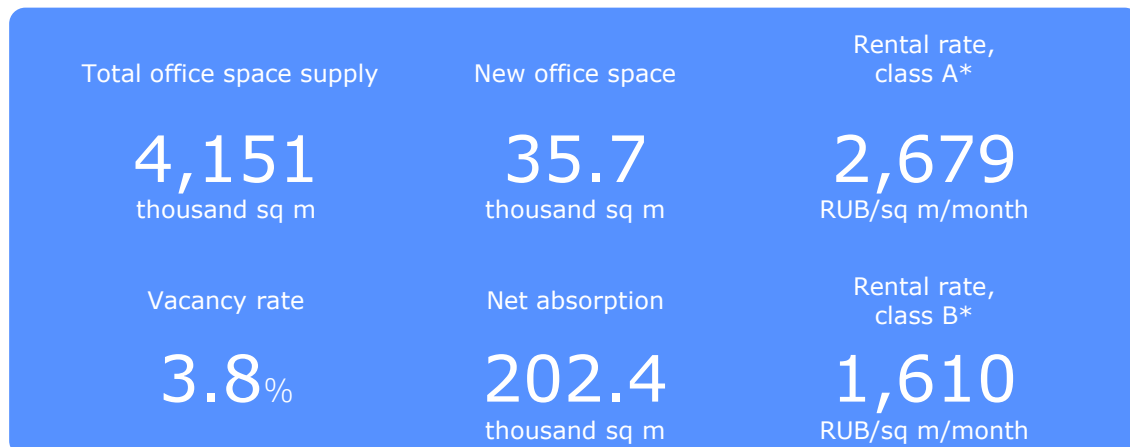 Total office space supply
4,151
thousand sq m
New office space
35.7
thousand sq m
Rental rate,
class A*
2,679
RUB/sq m/month
Vacancy rate
3.8%
Net absorption
202.4
thousand sq m
Rental rate,
class B*
1,610
RUB/sq m/month